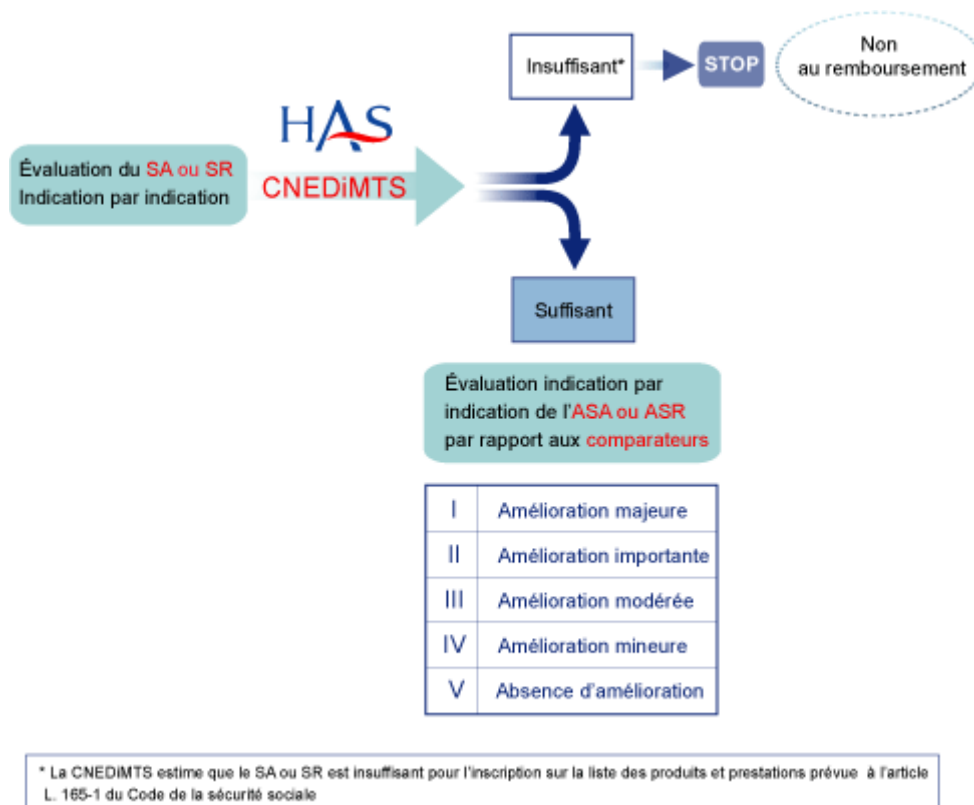 Insuffisant*
STOP
Non
au remboursement
HAS
Évaluation du SA ou SR
Indication par indication
CNEDiMTS
Suffisant
Évaluation indication par
indication de l'ASA ou ASR
par rapport aux comparateurs
I Amélioration majeure
II Amélioration importante
III Amélioration modérée
IV Amélioration mineure
V Absence d'amélioration
* La CNEDiMTS estime que le SA ou SR est insuffisant pour l'inscription sur la liste des produits et prestations prévue à l'article
L. 165-1 du Code de la sécurité sociale